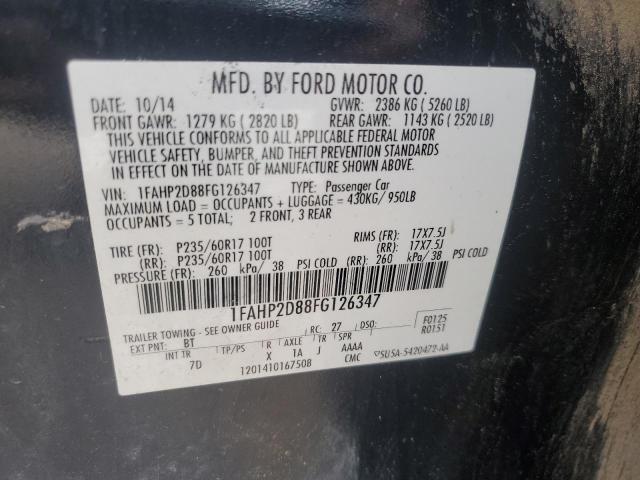 MFD. BY FORD MOTOR CO.
DATE: 10/14 GVWR: 2386 KG ( 5260 LB)
FRONT GAWR: 1279 KG ( 2820 LB) REAR GAWR: 1143 KG ( 2520 LB)
THIS VEHICLE CONFORMS TO ALL APPLICABLE FEDERAL MOTOR
VEHICLE SAFETY, BUMPER, AND THEFT PREVENTION STANDARDS
IN EFFECT ON THE DATE OF MANUFACTURE SHOWN ABOVE.
VIN: 1FAHP2D88FG126347 TYPE: Passenger Car
MAXIMUM LOAD = OCCUPANTS + LUGGAGE = 430KG/ 950LB
OCCUPANTS = 5 TOTAL; 2 FRONT, 3 REAR
TIRE (FR): P235/60R17 100T RIMS (FR): 17X7.5J
(RR): P235/60R17 100T (RR): 17X7.5J
PRESSURE (FR): 260 kPa/ 38 PSI COLD (RR): 260 kPa/ 38 PSI COLD
1FAHP2D88FG126347
TRAILER TOWING - SEE OWNER GUIDE RC: 27 DSO: F0125
EXT PNT: BT R0151
INT TR TP/PS R AXLE TR SPR
7D X 1A J AAAA
1201410167508 CMC 5U5A-5420472-AA